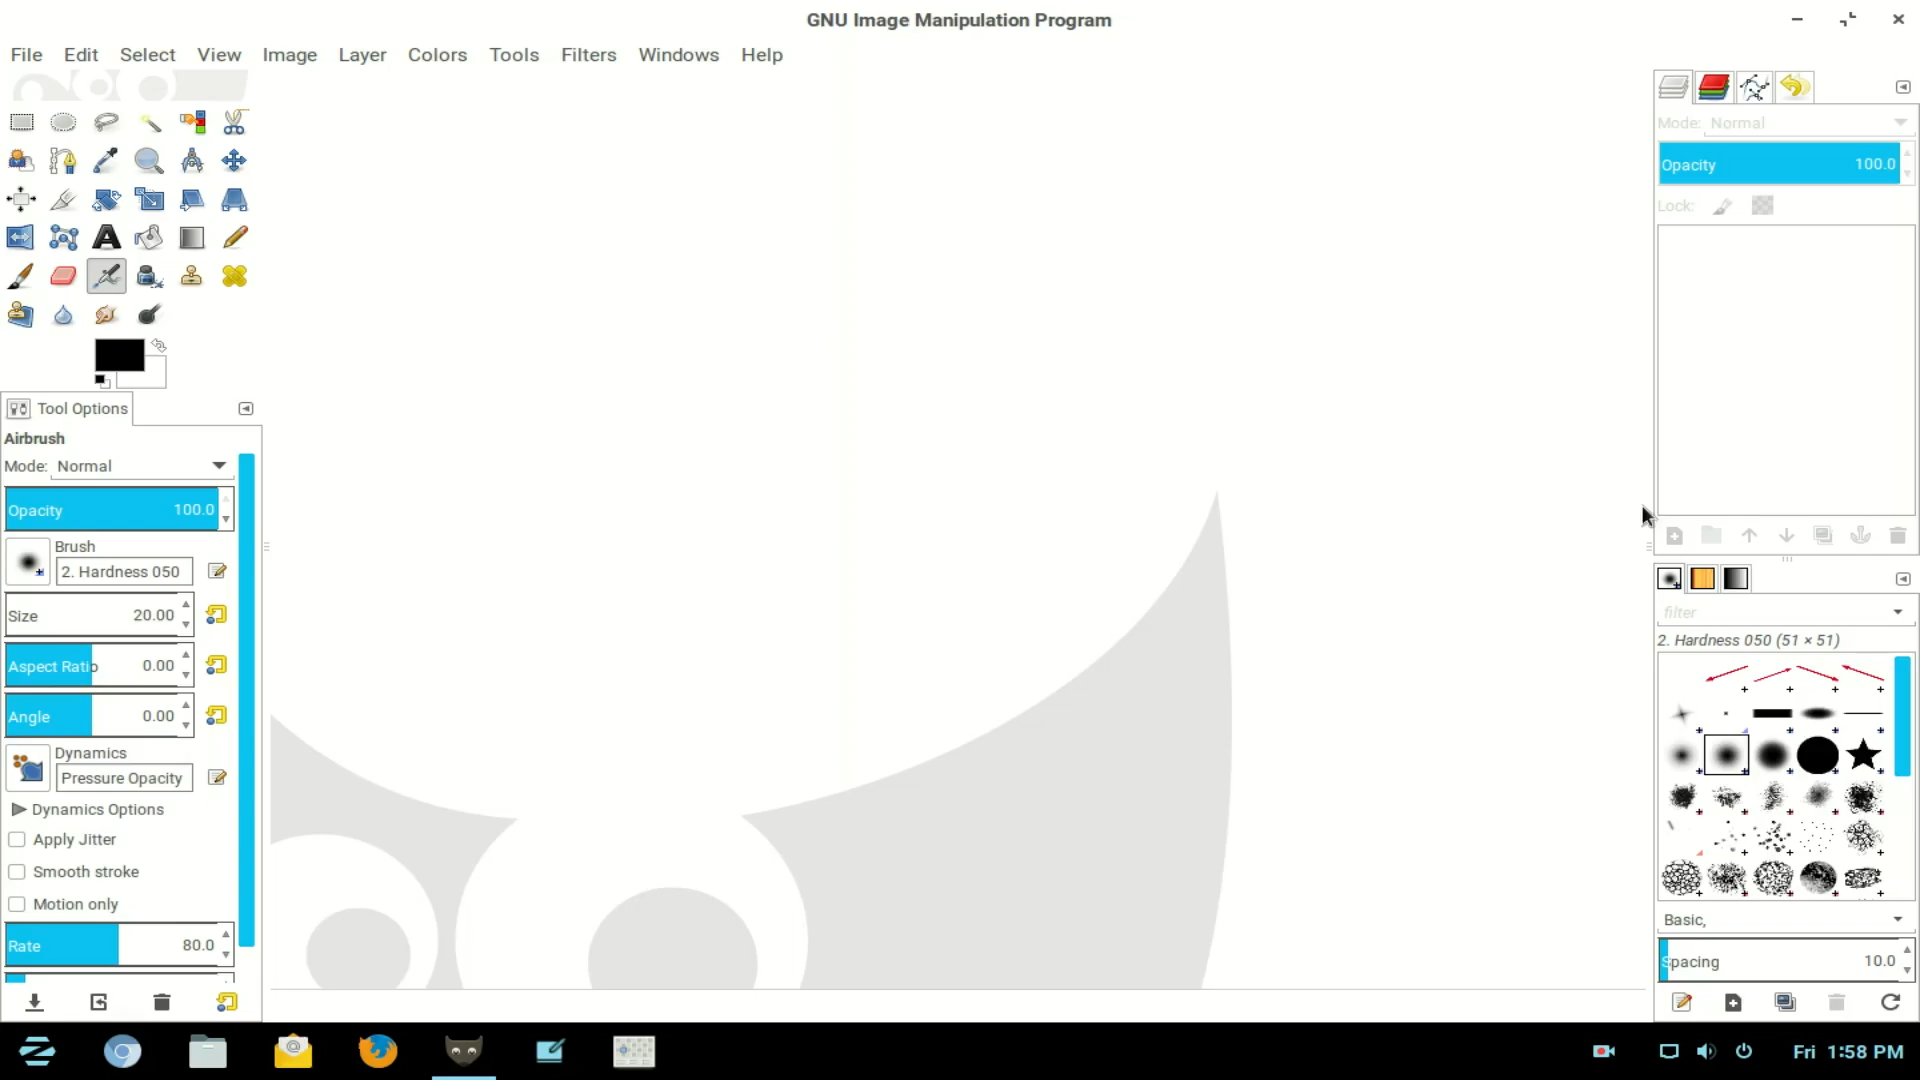 GNU Image Manipulation Program
File Edit Select View Image Layer Colors Tools Filters Windows Help
Tool Options
Airbrush
Mode: Normal
Opacity 100.0
Brush
2. Hardness 050
Size 20.00
Aspect Ratio 0.00
Angle 0.00
Dynamics
Pressure Opacity
Dynamics Options
Apply Jitter
Smooth stroke
Motion only
Rate 80.0
Mode: Normal
Opacity 100.0
Lock:
filter
2. Hardness 050 (51 × 51)
Basic,
Spacing 10.0
Fri 1:58 PM